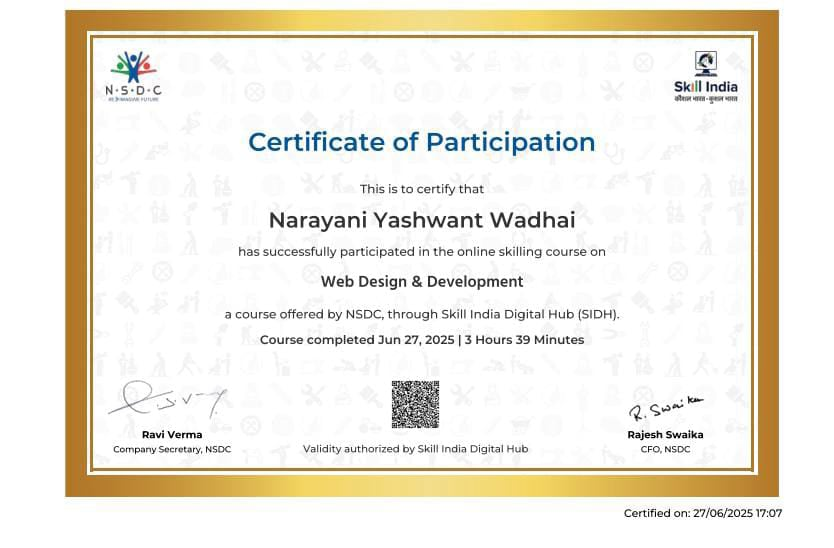 N·S·D·C
RE IMAGINE FUTURE
Skill India
कौशल भारत-कुशल भारत
Certificate of Participation
This is to certify that
Narayani Yashwant Wadhai
has successfully participated in the online skilling course on
Web Design & Development
a course offered by NSDC, through Skill India Digital Hub (SIDH).
Course completed Jun 27, 2025 | 3 Hours 39 Minutes
R. Swaika
Ravi Verma
Company Secretary, NSDC
Validity authorized by Skill India Digital Hub
Rajesh Swaika
CFO, NSDC
Certified on: 27/06/2025 17:07